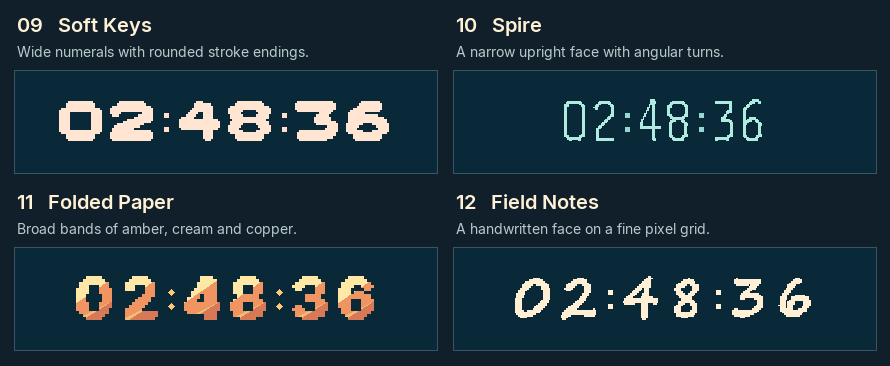 09 Soft Keys
Wide numerals with rounded stroke endings.
02:48:36
10 Spire
A narrow upright face with angular turns.
02:48:36
11 Folded Paper
Broad bands of amber, cream and copper.
02:48:36
12 Field Notes
A handwritten face on a fine pixel grid.
02:48:36